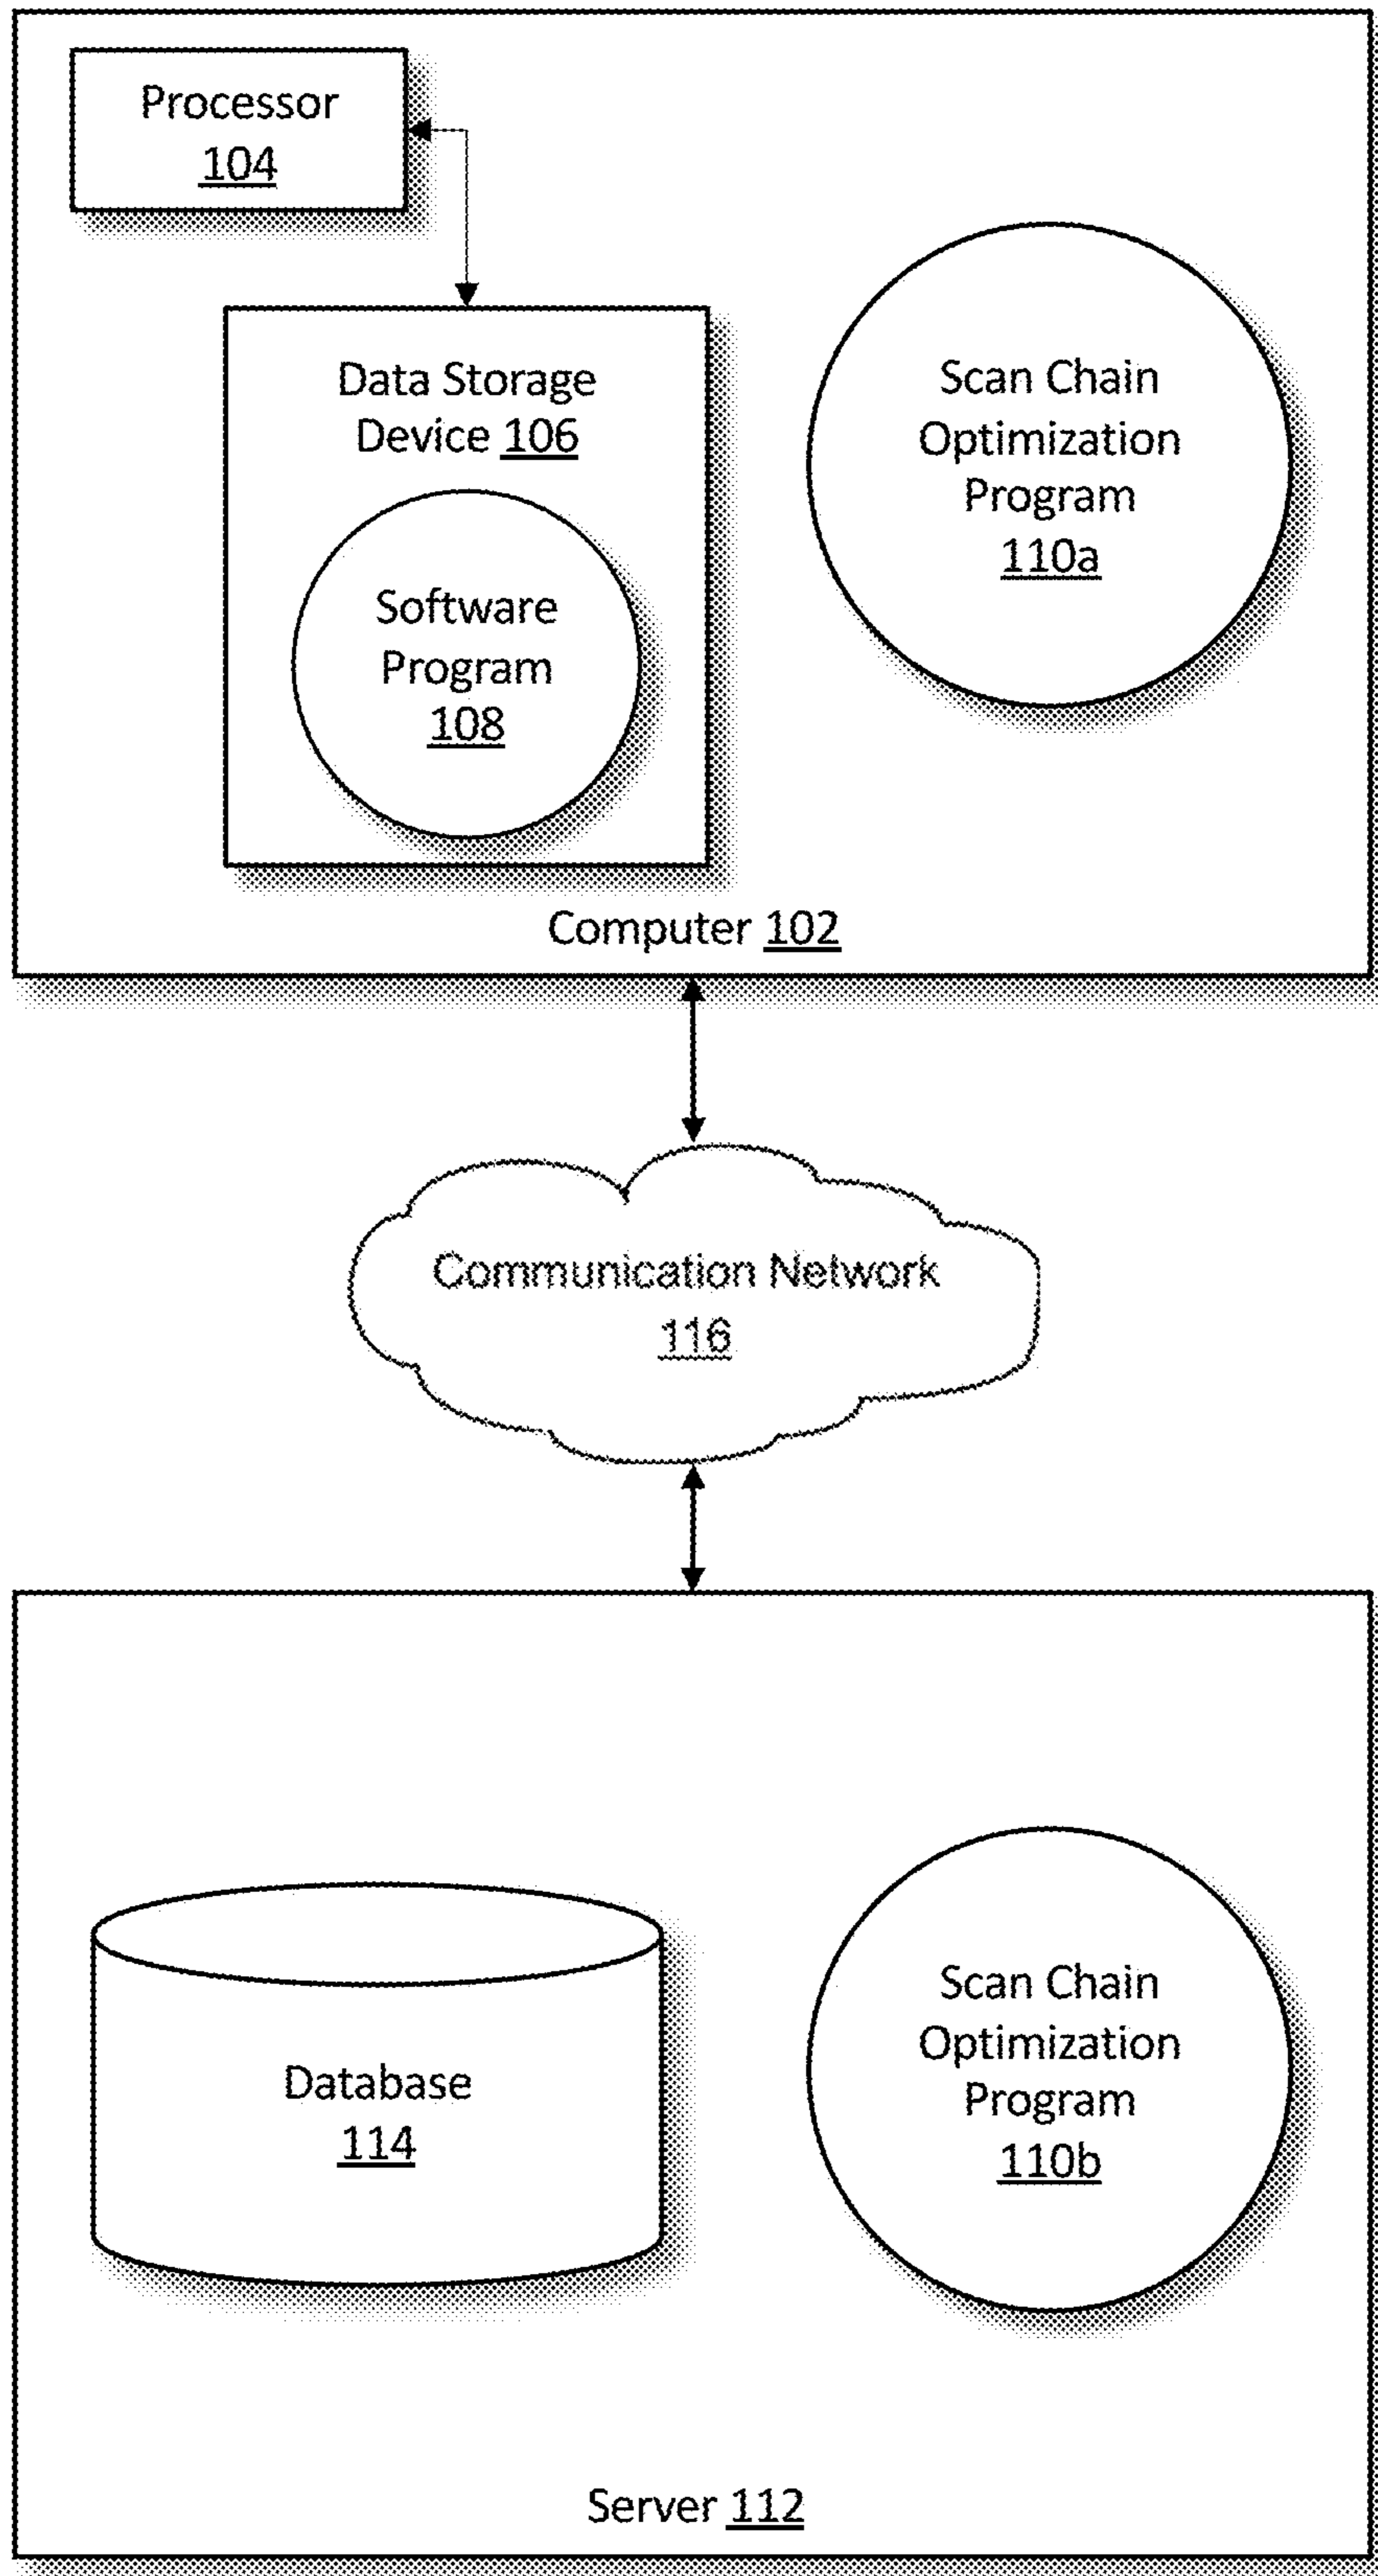 Processor
104
Data Storage
Device 106
Software
Program
108
Scan Chain
Optimization
Program
110a
Computer 102
Communication Network
116
Database
114
Scan Chain
Optimization
Program
110b
Server 112